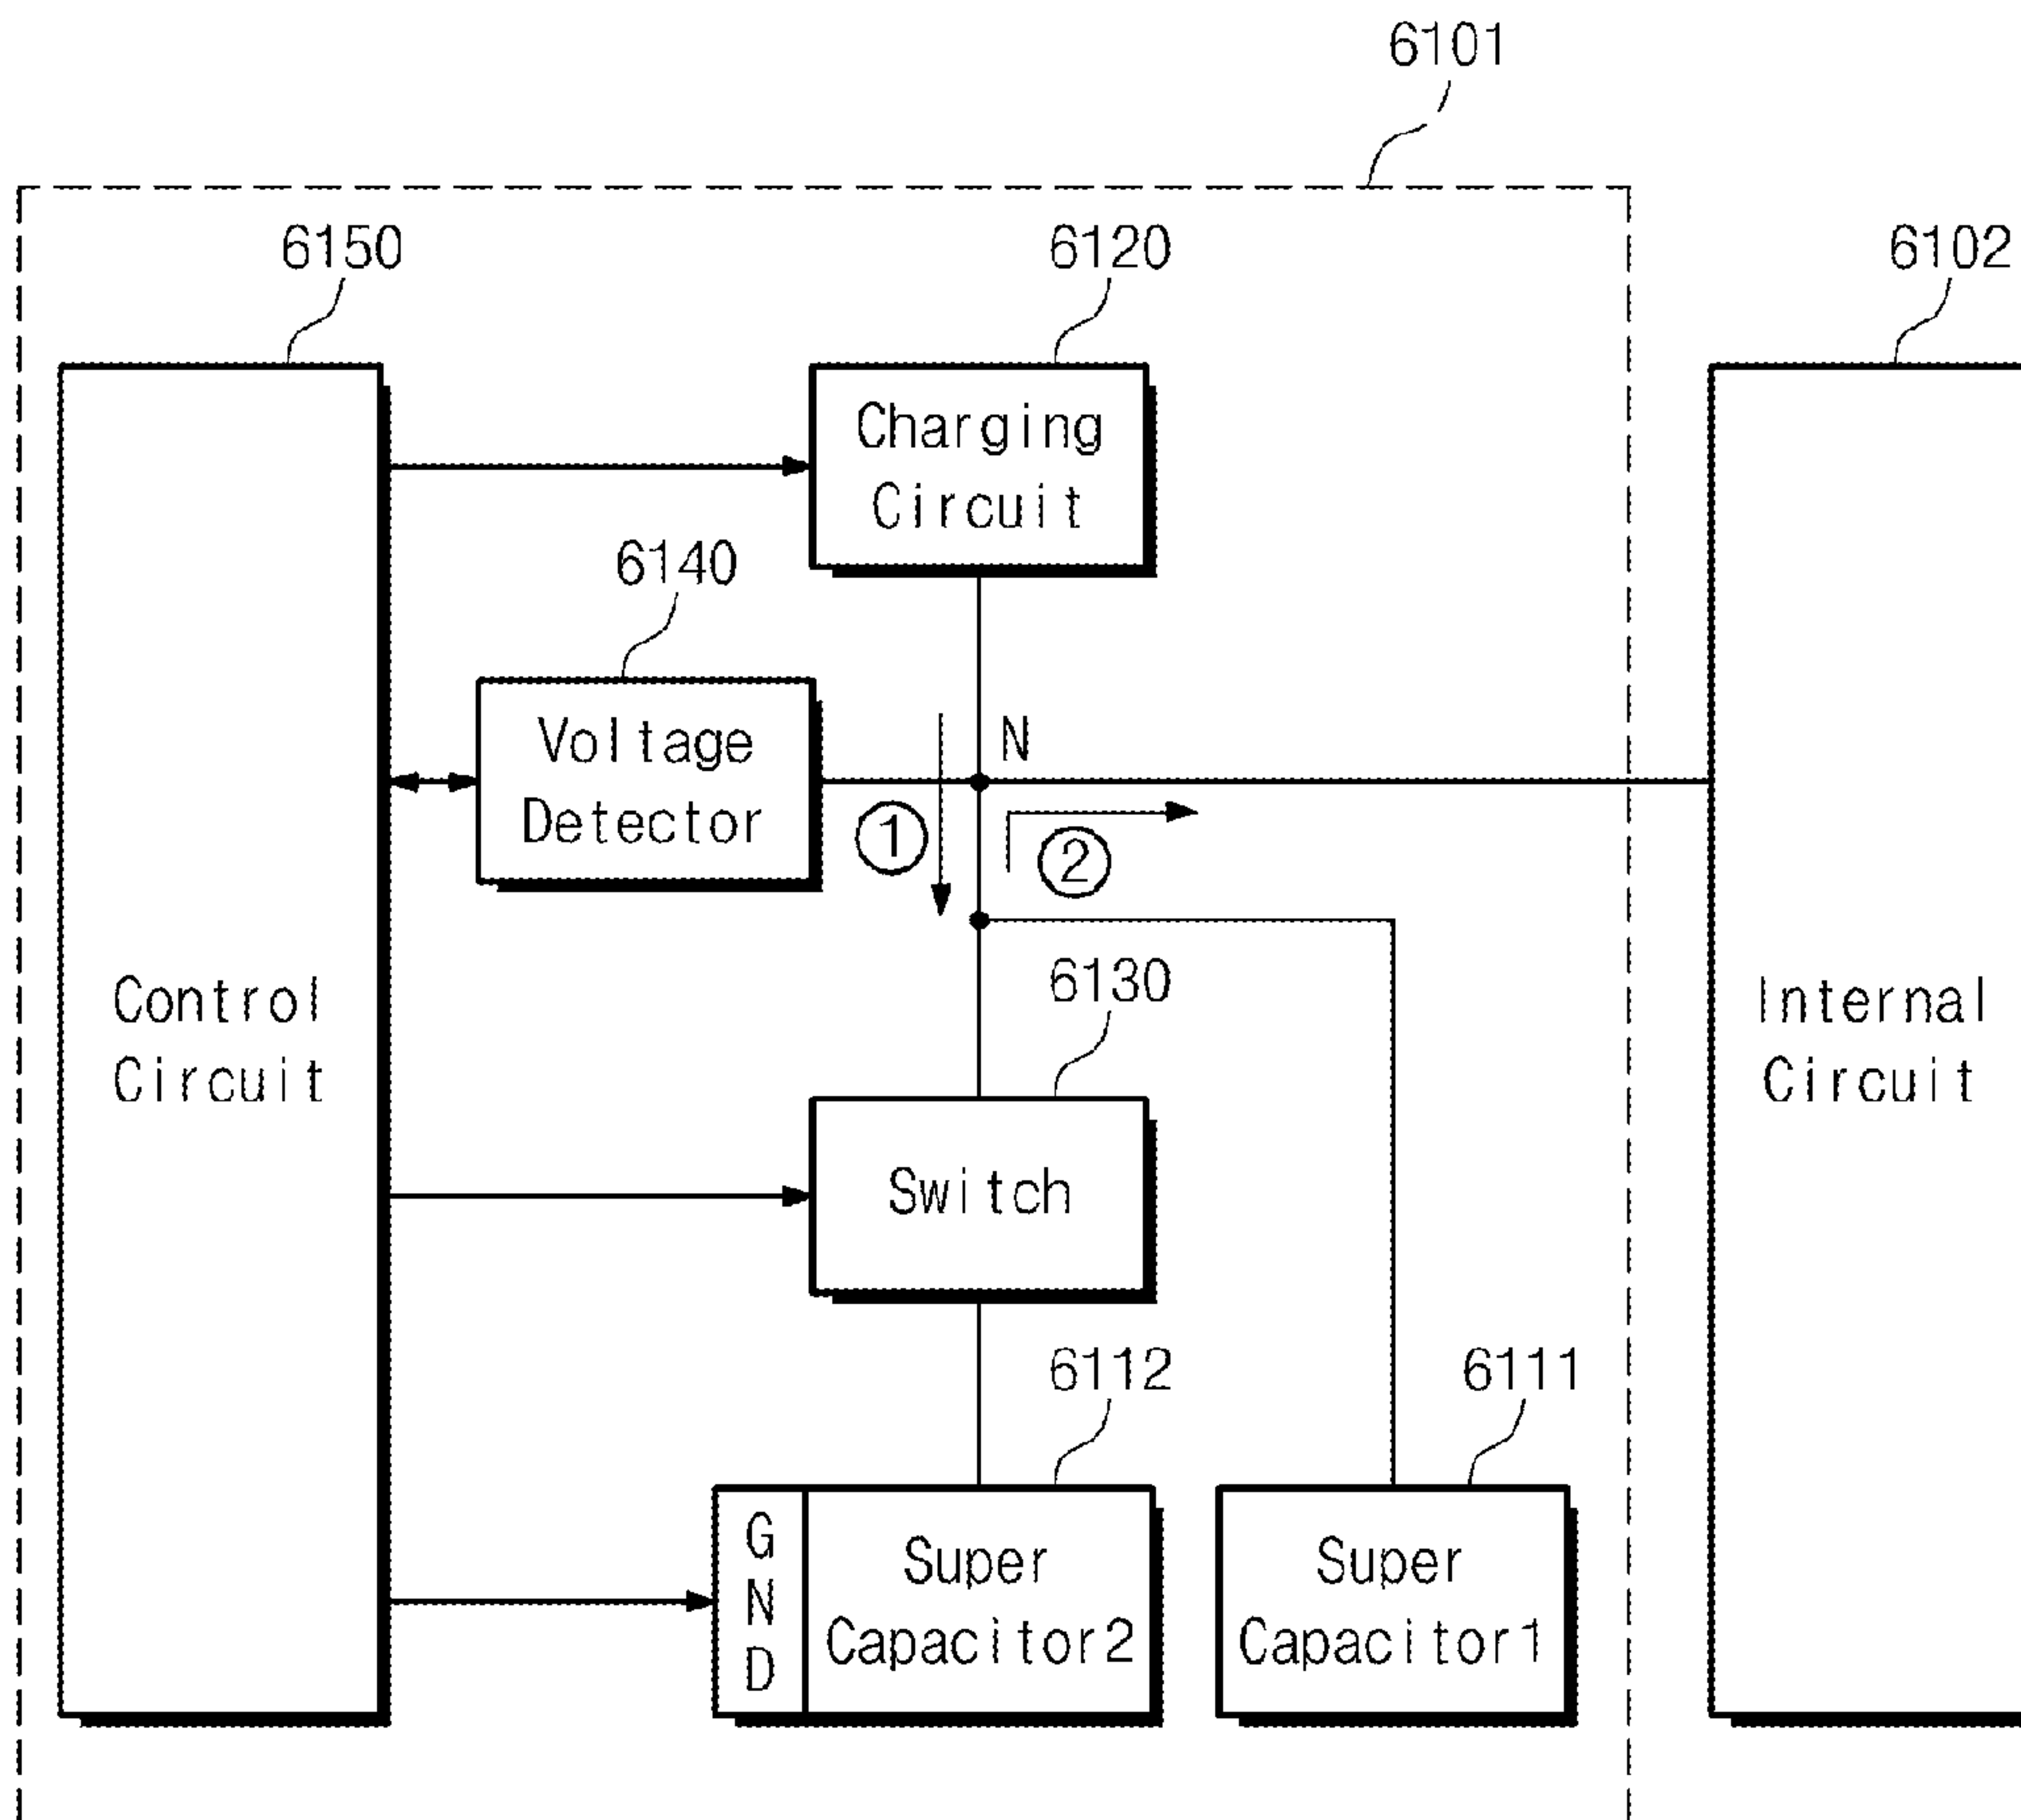 6101
6150
6120
6102
Charging
Circuit
6140
Voltage
Detector
N
1
2
6130
Control
Circuit
Internal
Circuit
Switch
6112
6111
GND
Super
Capacitor2
Super
Capacitor1